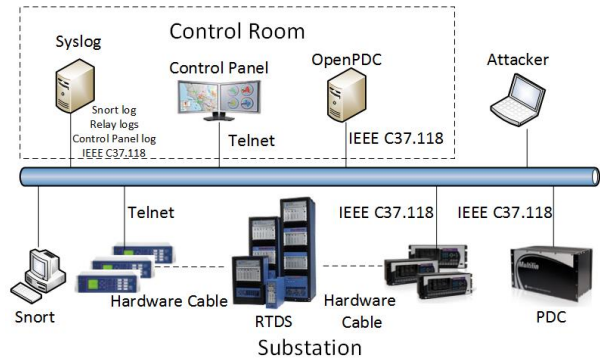 Control Room
Syslog
Control Panel
OpenPDC
Attacker
Snort log
Relay logs
Control Panel log
IEEE C37.118
Telnet
IEEE C37.118
Telnet
IEEE C37.118
IEEE C37.118
Multilin
Snort
Hardware Cable
RTDS
Hardware
Cable
PDC
Substation